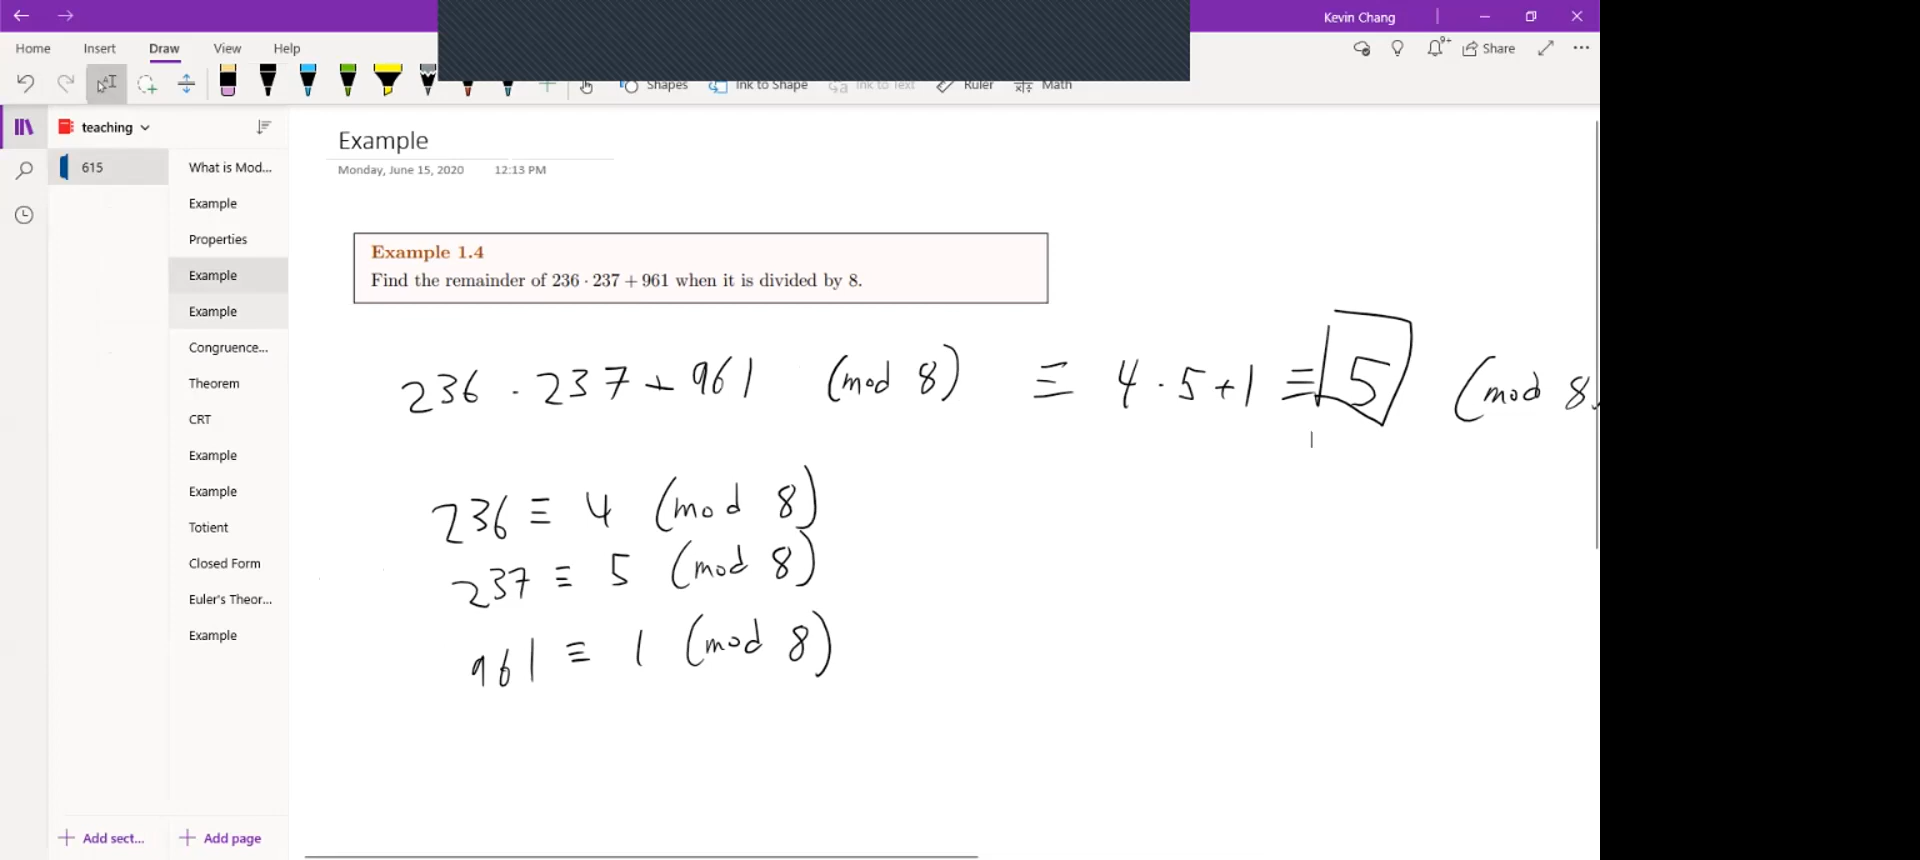 Kevin Chang
Home Insert Draw View Help
9+ Share
Shapes Ink to Shape Ink to Text Ruler Math
teaching
615
What is Mod...
Example
Properties
Example
Example
Congruence...
Theorem
CRT
Example
Example
Totient
Closed Form
Euler's Theor...
Example
Add sect... Add page
Example
Monday, June 15, 2020 12:13 PM
Example 1.4
Find the remainder of 236 · 237 + 961 when it is divided by 8.
236 · 237 + 961 (mod 8) ≡ 4 · 5 + 1 ≡ 5 (mod 8)
236 ≡ 4 (mod 8)
237 ≡ 5 (mod 8)
961 ≡ 1 (mod 8)